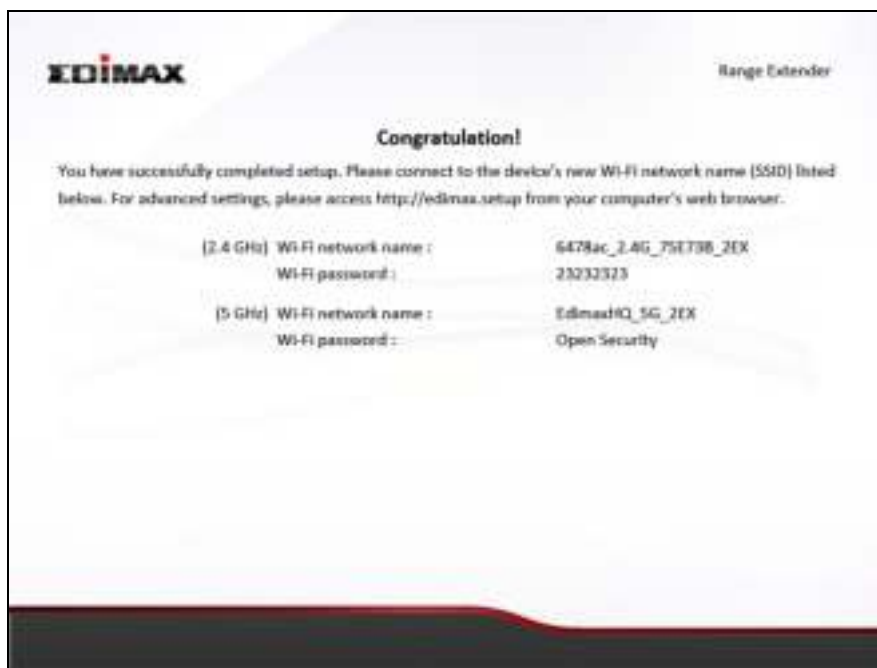 EDIMAX
Range Extender
Congratulation!
You have successfully completed setup. Please connect to the device's new Wi-Fi network name (SSID) listed
below. For advanced settings, please access http://edimax.setup from your computer's web browser.
(2.4 GHz) Wi-Fi network name : 6478ac_2.4G_75E73B_2EX
Wi-Fi password : 23232323
(5 GHz) Wi-Fi network name : EdimaxHQ_5G_2EX
Wi-Fi password : Open Security